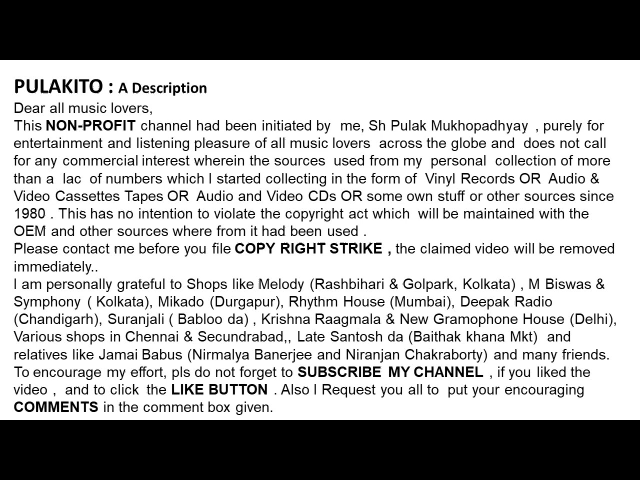 PULAKITO : A Description
Dear all music lovers,
This NON-PROFIT channel had been initiated by me, Sh Pulak Mukhopadhyay , purely for
entertainment and listening pleasure of all music lovers across the globe and does not call
for any commercial interest wherein the sources used from my personal collection of more
than a lac of numbers which I started collecting in the form of Vinyl Records OR Audio &
Video Cassettes Tapes OR Audio and Video CDs OR some own stuff or other sources since
1980 . This has no intention to violate the copyright act which will be maintained with the
OEM and other sources where from it had been used .
Please contact me before you file COPY RIGHT STRIKE , the claimed video will be removed
immediately..
I am personally grateful to Shops like Melody (Rashbihari & Golpark, Kolkata) , M Biswas &
Symphony ( Kolkata), Mikado (Durgapur), Rhythm House (Mumbai), Deepak Radio
(Chandigarh), Suranjali ( Babloo da) , Krishna Raagmala & New Gramophone House (Delhi),
Various shops in Chennai & Secundrabad,, Late Santosh da (Baithak khana Mkt) and
relatives like Jamai Babus (Nirmalya Banerjee and Niranjan Chakraborty) and many friends.
To encourage my effort, pls do not forget to SUBSCRIBE MY CHANNEL , if you liked the
video , and to click the LIKE BUTTON . Also I Request you all to put your encouraging
COMMENTS in the comment box given.